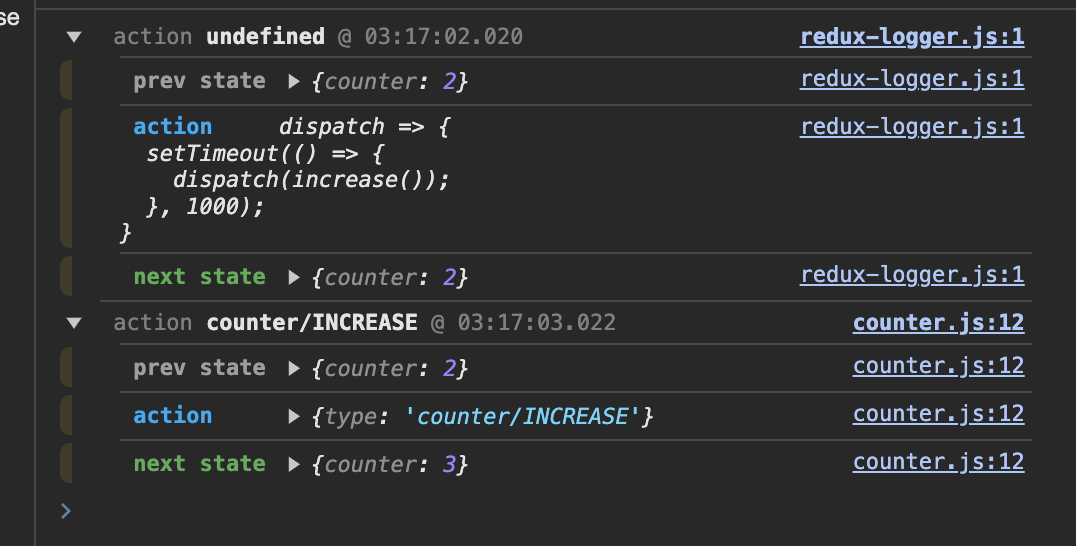 se
▼ action undefined @ 03:17:02.020 redux-logger.js:1
prev state ▶ {counter: 2} redux-logger.js:1
action dispatch => { redux-logger.js:1
setTimeout(() => {
dispatch(increase());
}, 1000);
}
next state ▶ {counter: 2} redux-logger.js:1
▼ action counter/INCREASE @ 03:17:03.022 counter.js:12
prev state ▶ {counter: 2} counter.js:12
action ▶ {type: 'counter/INCREASE'} counter.js:12
next state ▶ {counter: 3} counter.js:12
>